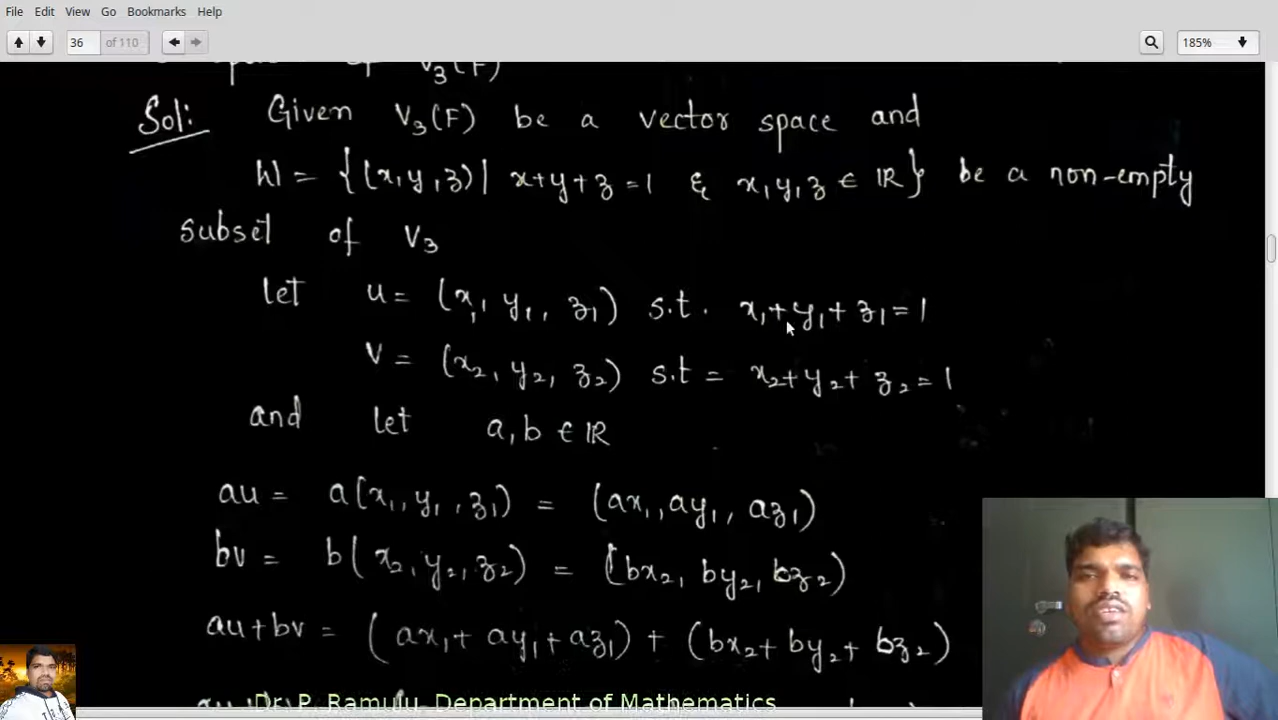 File Edit View Go Bookmarks Help
36 of 110 185%
V₃(F)
Sol: Given V₃(F) be a vector space and
W = {(x,y,z)| x+y+z=1 & x,y,z ∈ ℝ} be a non-empty
subset of V₃
let u = (x₁, y₁, z₁) s.t. x₁+y₁+z₁=1
v = (x₂, y₂, z₂) s.t = x₂+y₂+z₂=1
and let a,b ∈ ℝ
au = a(x₁, y₁, z₁) = (ax₁, ay₁, az₁)
bv = b(x₂, y₂, z₂) = (bx₂, by₂, bz₂)
au+bv = (ax₁+ay₁+az₁) + (bx₂+by₂+bz₂)
Dr. P. Ramulu, Department of Mathematics